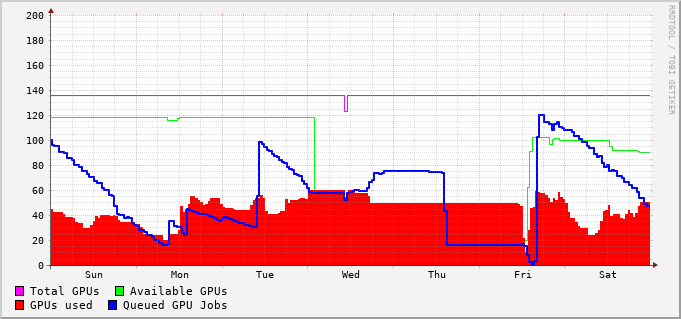 200
180
160
140
120
100
80
60
40
20
0
Sun Mon Tue Wed Thu Fri Sat
Total GPUs Available GPUs
GPUs used Queued GPU Jobs
RRDTOOL / TOBI OETIKER